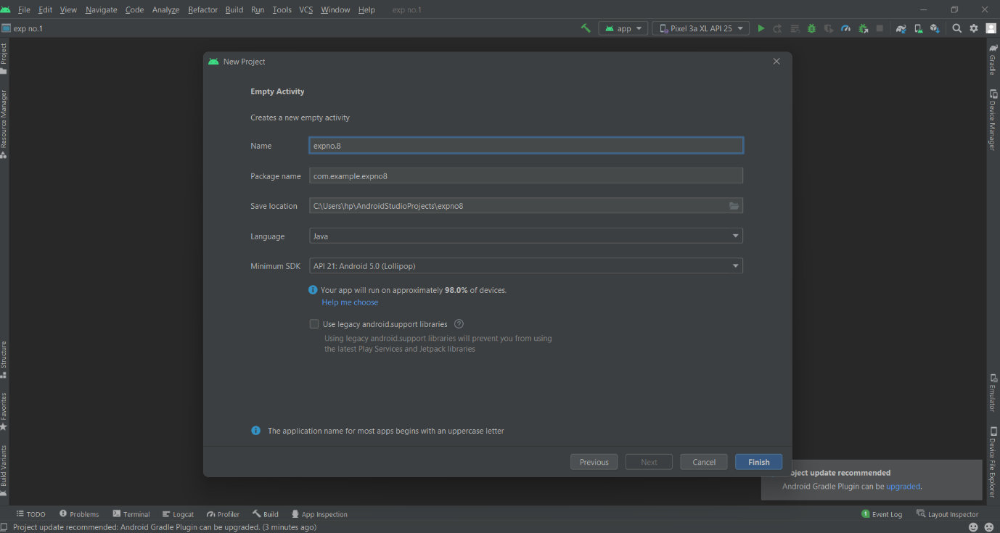 File Edit View Navigate Code Analyze Refactor Build Run Tools VCS Window Help exp no.1
exp no.1
app
Pixel 3a XL API 25
Project
Resource Manager
Structure
Favorites
Build Variants
New Project
Empty Activity
Creates a new empty activity
Name expno.8
Package name com.example.expno8
Save location C:\Users\hp\AndroidStudioProjects\expno8
Language Java
Minimum SDK API 21: Android 5.0 (Lollipop)
Your app will run on approximately 98.0% of devices.
Help me choose
Use legacy android.support libraries ?
Using legacy android.support libraries will prevent you from using
the latest Play Services and Jetpack libraries
The application name for most apps begins with an uppercase letter
Previous Next Cancel Finish
Gradle
Device Manager
Emulator
Device File Explorer
oject update recommended
Android Gradle Plugin can be upgraded.
TODO Problems Terminal Logcat Profiler Build App Inspection 1 Event Log Layout Inspector
Project update recommended: Android Gradle Plugin can be upgraded. (3 minutes ago)